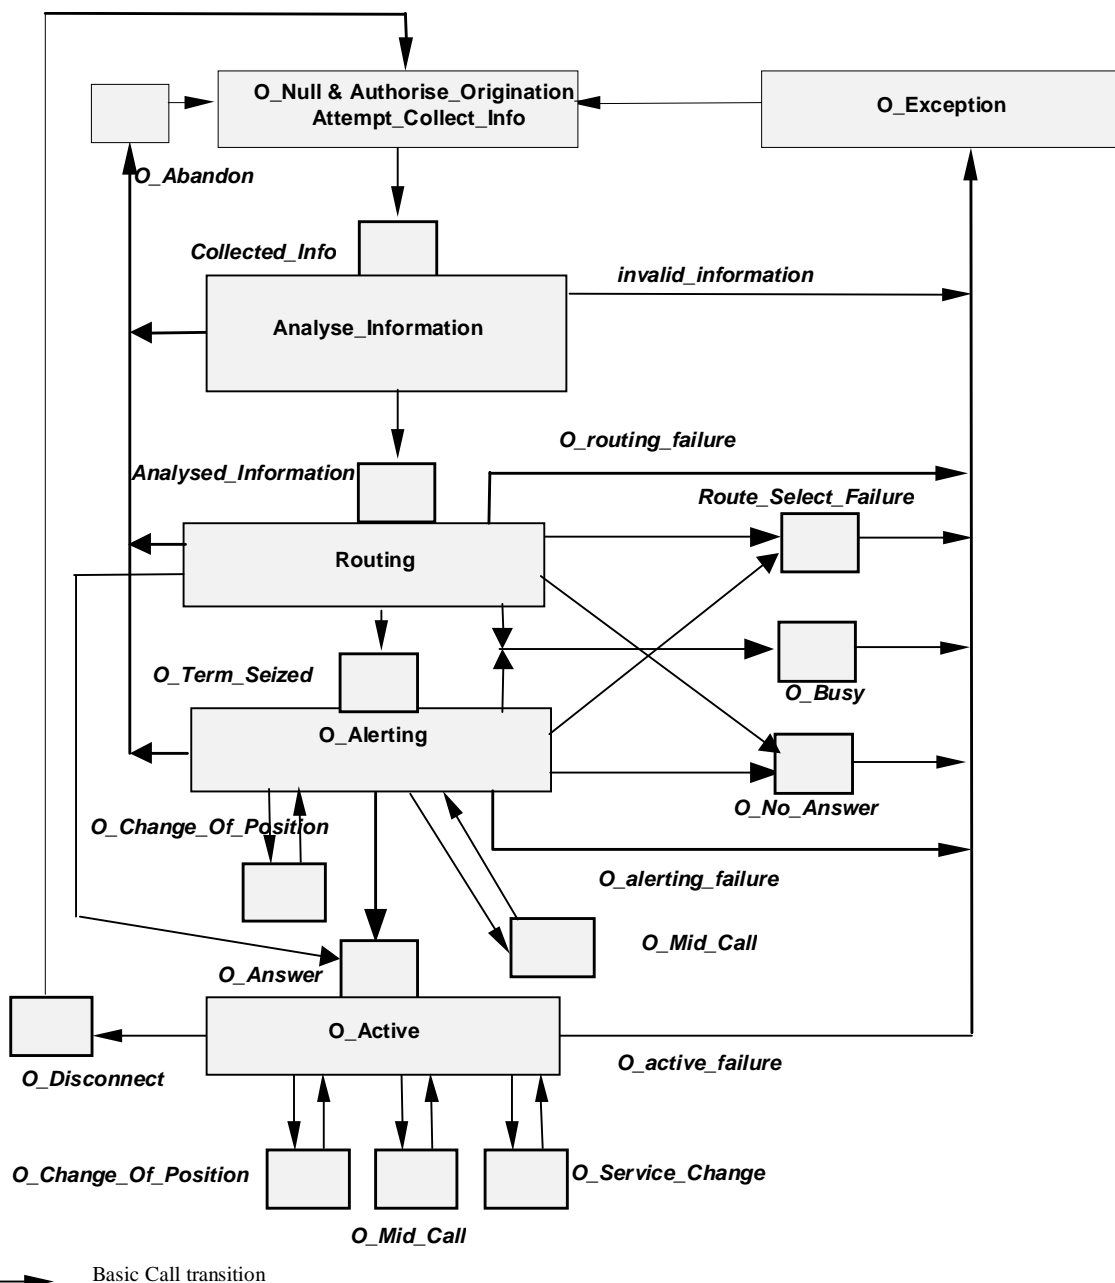 O_Null & Authorise_Origination
Attempt_Collect_Info
O_Exception
O_Abandon
Collected_Info
invalid_information
Analyse_Information
O_routing_failure
Analysed_Information
Route_Select_Failure
Routing
O_Term_Seized
O_Busy
O_Alerting
O_No_Answer
O_Change_Of_Position
O_alerting_failure
O_Mid_Call
O_Answer
O_Active
O_active_failure
O_Disconnect
O_Change_Of_Position
O_Service_Change
O_Mid_Call
Basic Call transition